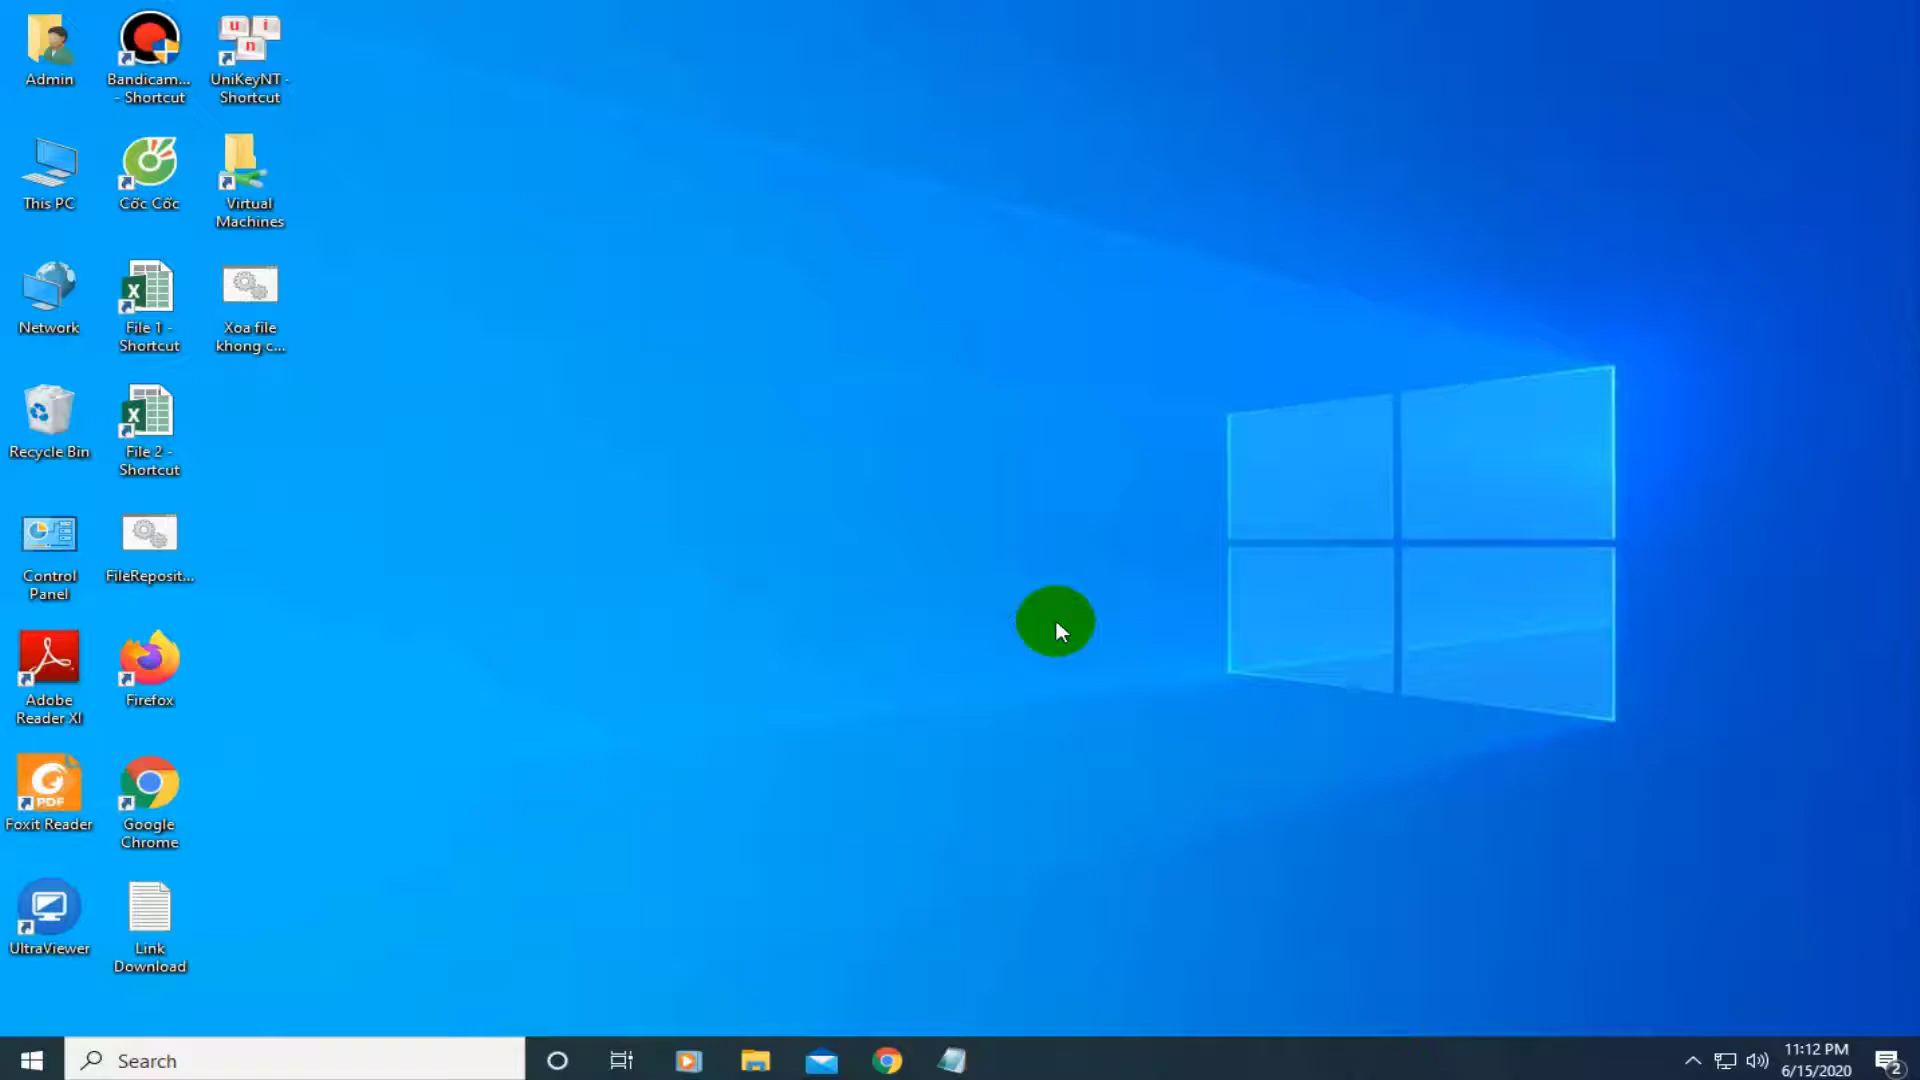 Admin
Bandicam...
- Shortcut
u i
n
UniKeyNT -
Shortcut
This PC
Cốc Cốc
Virtual
Machines
Network
X
File 1 -
Shortcut
Xoa file
khong c...
Recycle Bin
X
File 2 -
Shortcut
Control
Panel
FileReposit...
Adobe
Reader XI
Firefox
PDF
Foxit Reader
Google
Chrome
UltraViewer
Link
Download
Search
11:12 PM
6/15/2020
2